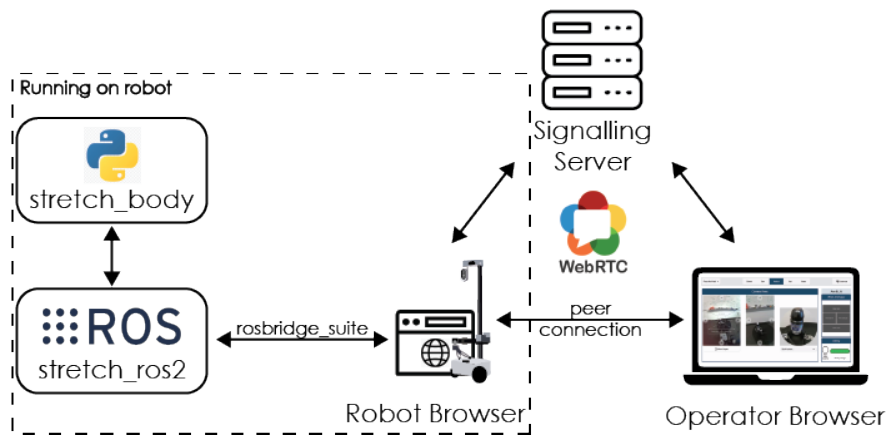 Running on robot
stretch_body
ROS
stretch_ros2
rosbridge_suite
Robot Browser
Signalling
Server
WebRTC
peer
connection
Operator Browser